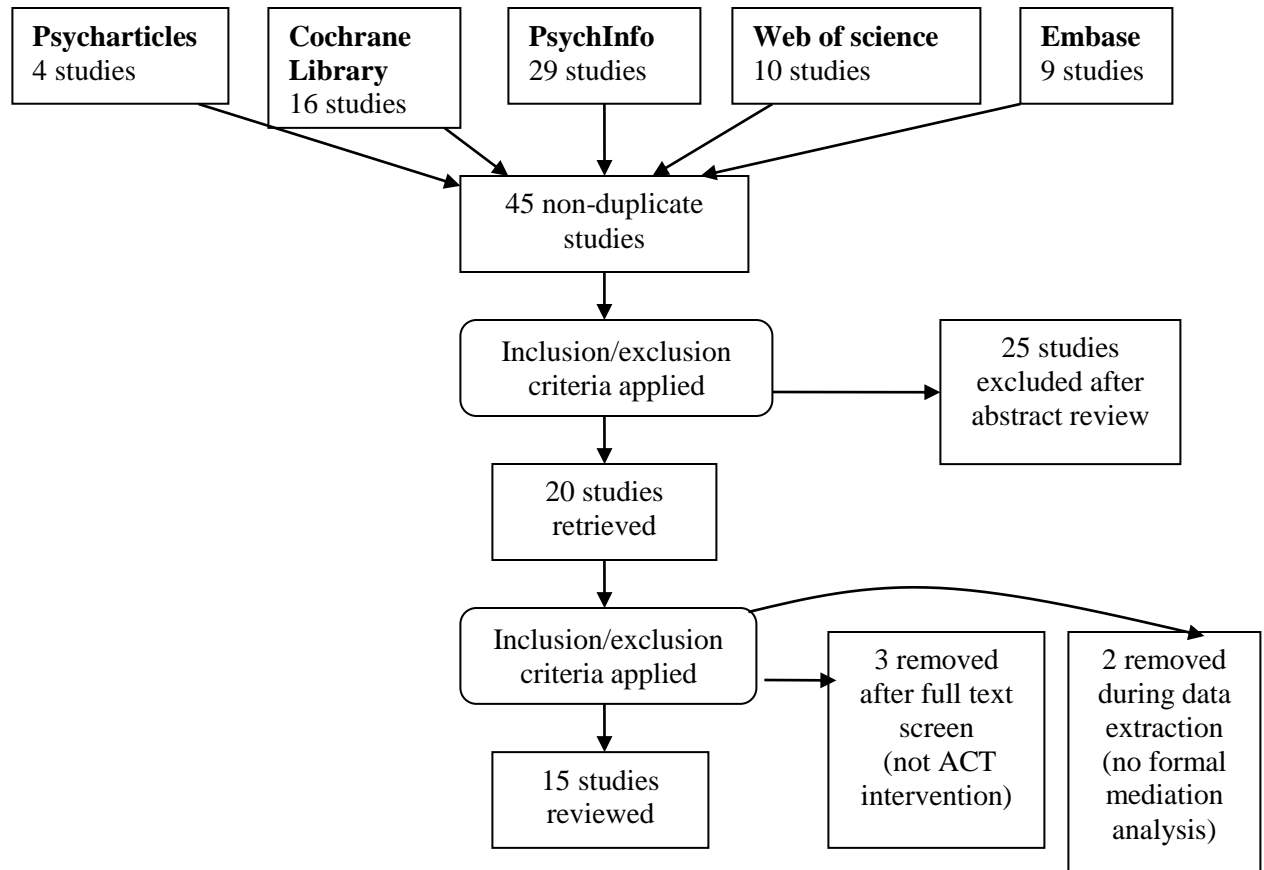 Psycharticles
4 studies
Cochrane
Library
16 studies
PsychInfo
29 studies
Web of science
10 studies
Embase
9 studies
45 non-duplicate
studies
Inclusion/exclusion
criteria applied
25 studies
excluded after
abstract review
20 studies
retrieved
Inclusion/exclusion
criteria applied
3 removed
after full text
screen
(not ACT
intervention)
2 removed
during data
extraction
(no formal
mediation
analysis)
15 studies
reviewed